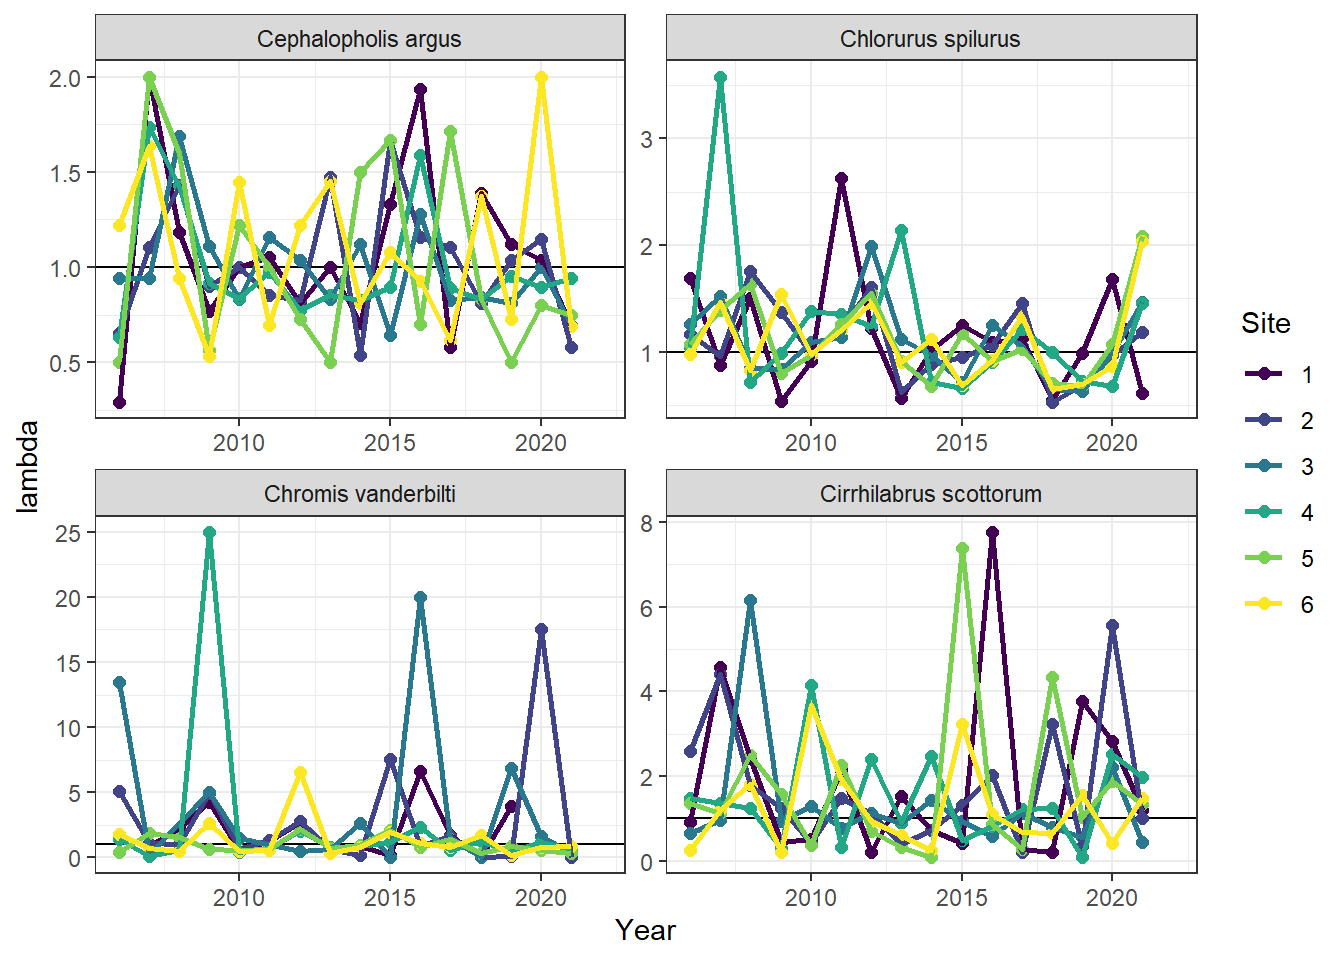 Cephalopholis argus
Chlorurus spilurus
2.0
1.5
1.0
0.5
3
2
1
2010 2015 2020
2010 2015 2020
Chromis vanderbilti
Cirrhilabrus scottorum
25
20
15
10
5
0
8
6
4
2
0
2010 2015 2020
2010 2015 2020
lambda
Year
Site
1
2
3
4
5
6